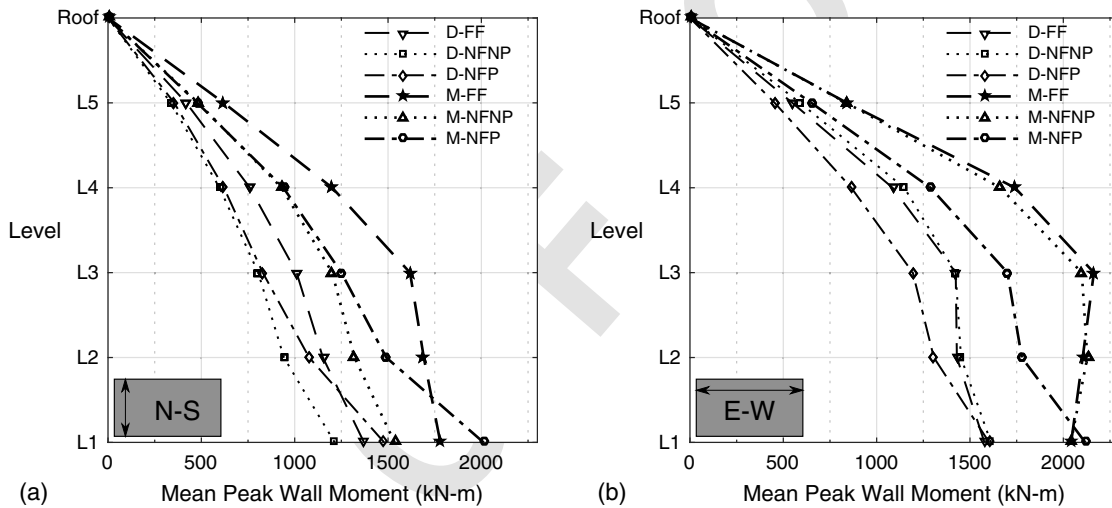 Roof
L5
L4
Level
L3
L2
L1
D-FF
D-NFNP
D-NFP
M-FF
M-NFNP
M-NFP
N-S
0 500 1000 1500 2000
(a) Mean Peak Wall Moment (kN-m)
Roof
L5
L4
Level
L3
L2
L1
D-FF
D-NFNP
D-NFP
M-FF
M-NFNP
M-NFP
E-W
0 500 1000 1500 2000
(b) Mean Peak Wall Moment (kN-m)